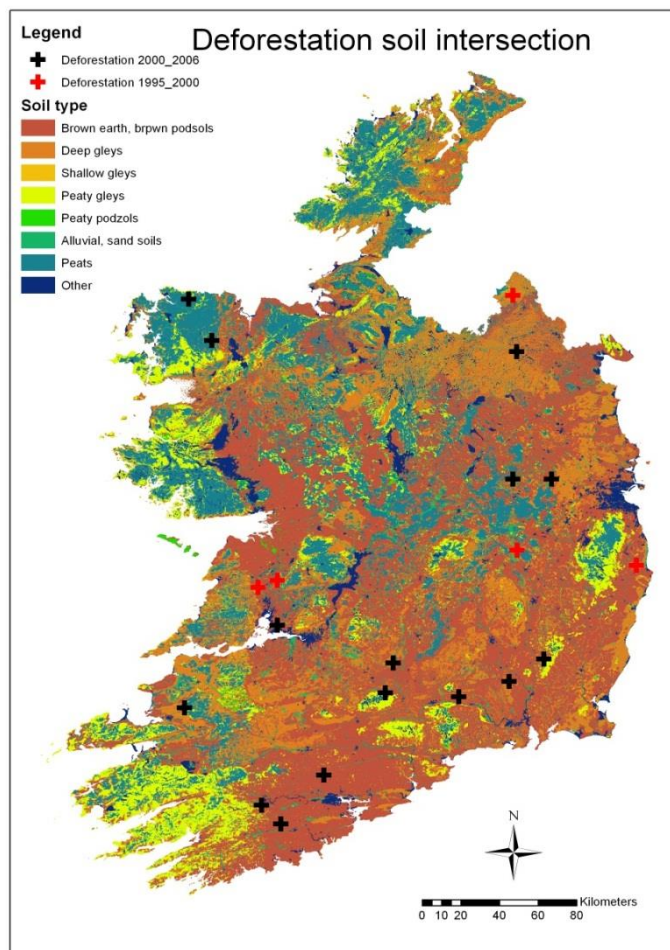 Deforestation soil intersection
Legend
Deforestation 2000_2006
Deforestation 1995_2000
Soil type
Brown earth, brpwn podsols
Deep gleys
Shallow gleys
Peaty gleys
Peaty podzols
Alluvial, sand soils
Peats
Other
N
Kilometers
0 10 20 40 60 80